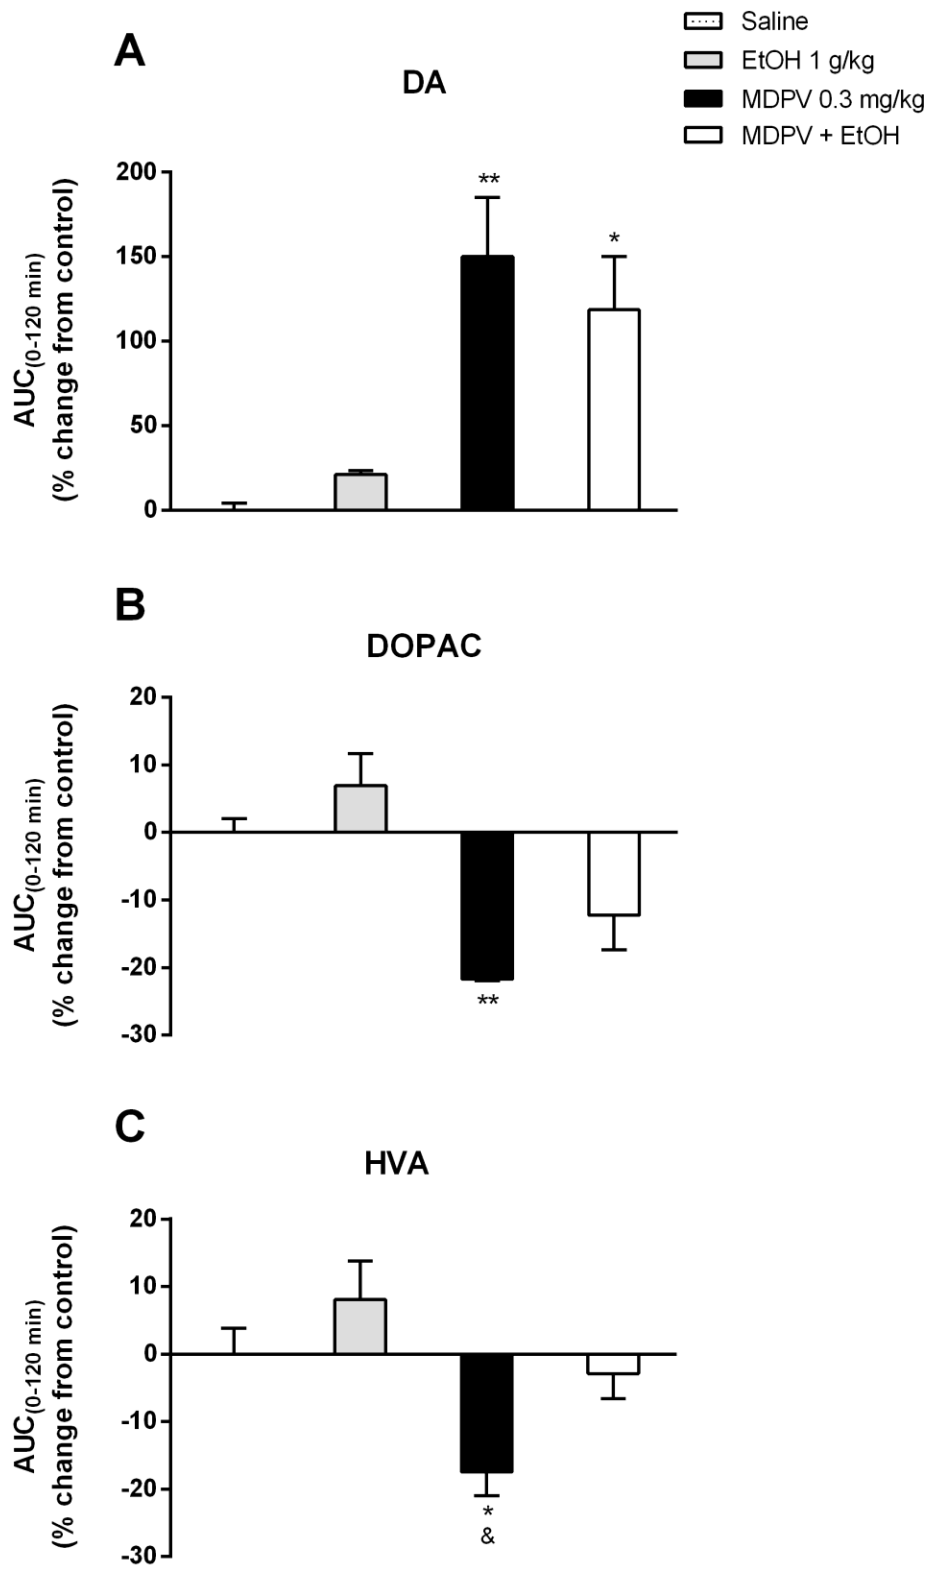 Saline
EtOH 1 g/kg
MDPV 0.3 mg/kg
MDPV + EtOH
A
DA
AUC(0-120 min)
(% change from control)
200
150
100
50
0
**
*
B
DOPAC
AUC(0-120 min)
(% change from control)
20
10
0
-10
-20
-30
**
C
HVA
AUC(0-120 min)
(% change from control)
20
10
0
-10
-20
-30
*
&